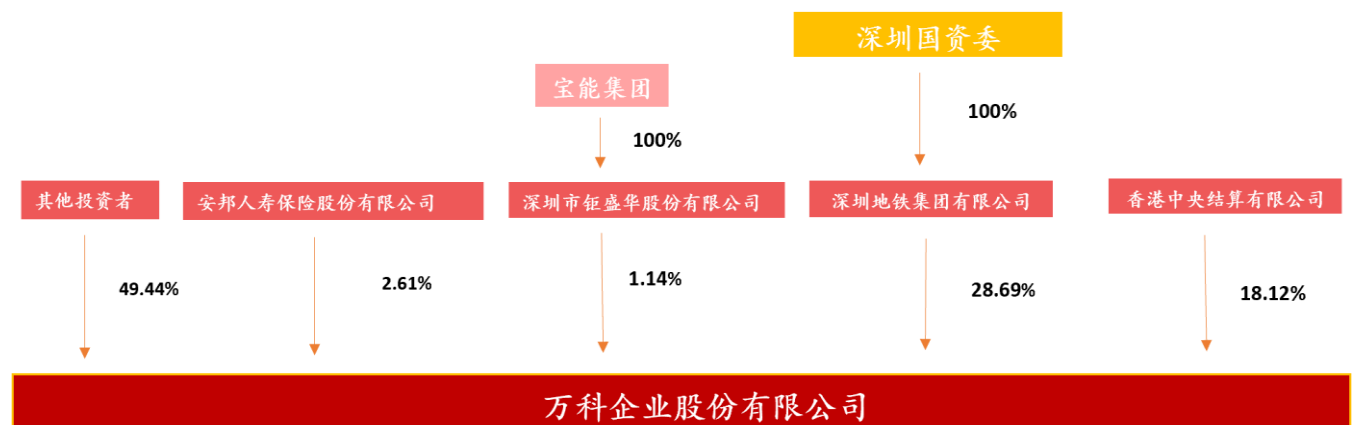 深圳国资委
宝能集团
100%
100%
其他投资者
安邦人寿保险股份有限公司
深圳市钜盛华股份有限公司
深圳地铁集团有限公司
香港中央结算有限公司
49.44%
2.61%
1.14%
28.69%
18.12%
万科企业股份有限公司